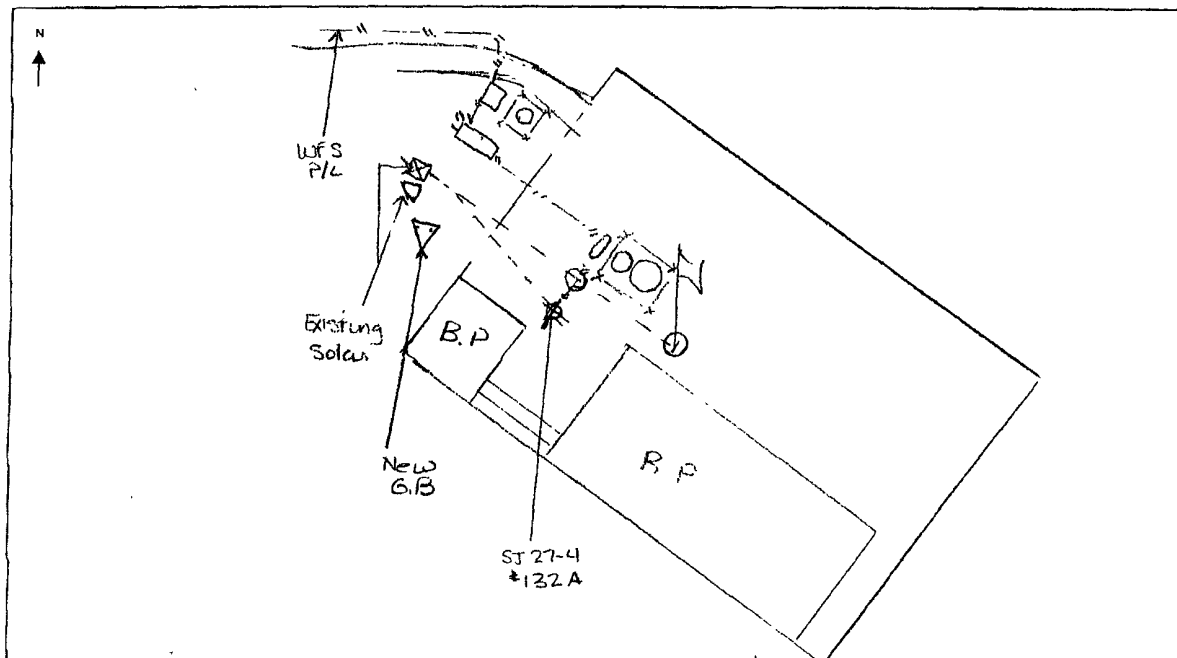 N
WFS
P/L
Existing
Solar
B.P
New
G.B
R.P
SJ 27-4
#132A